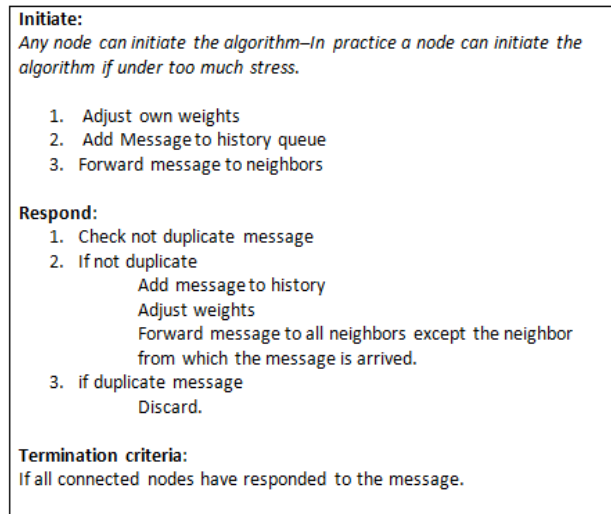 Initiate:
Any node can initiate the algorithm–In practice a node can initiate the
algorithm if under too much stress.
1. Adjust own weights
2. Add Message to history queue
3. Forward message to neighbors
Respond:
1. Check not duplicate message
2. If not duplicate
Add message to history
Adjust weights
Forward message to all neighbors except the neighbor
from which the message is arrived.
3. if duplicate message
Discard.
Termination criteria:
If all connected nodes have responded to the message.